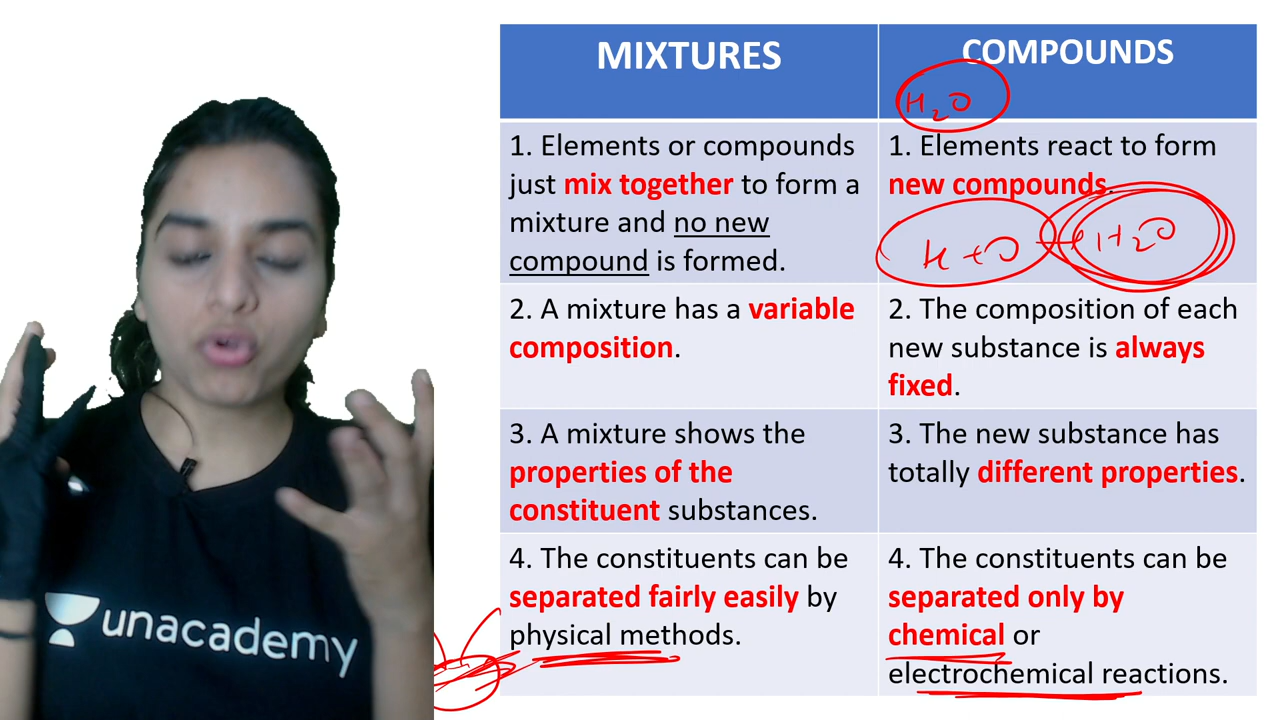 MIXTURES
COMPOUNDS
H2O
1. Elements or compounds
just mix together to form a
mixture and no new
compound is formed.
1. Elements react to form
new compounds.
H + O → H2O
2. A mixture has a variable
composition.
2. The composition of each
new substance is always
fixed.
3. A mixture shows the
properties of the
constituent substances.
3. The new substance has
totally different properties.
4. The constituents can be
separated fairly easily by
physical methods.
4. The constituents can be
separated only by
chemical or
electrochemical reactions.
unacademy